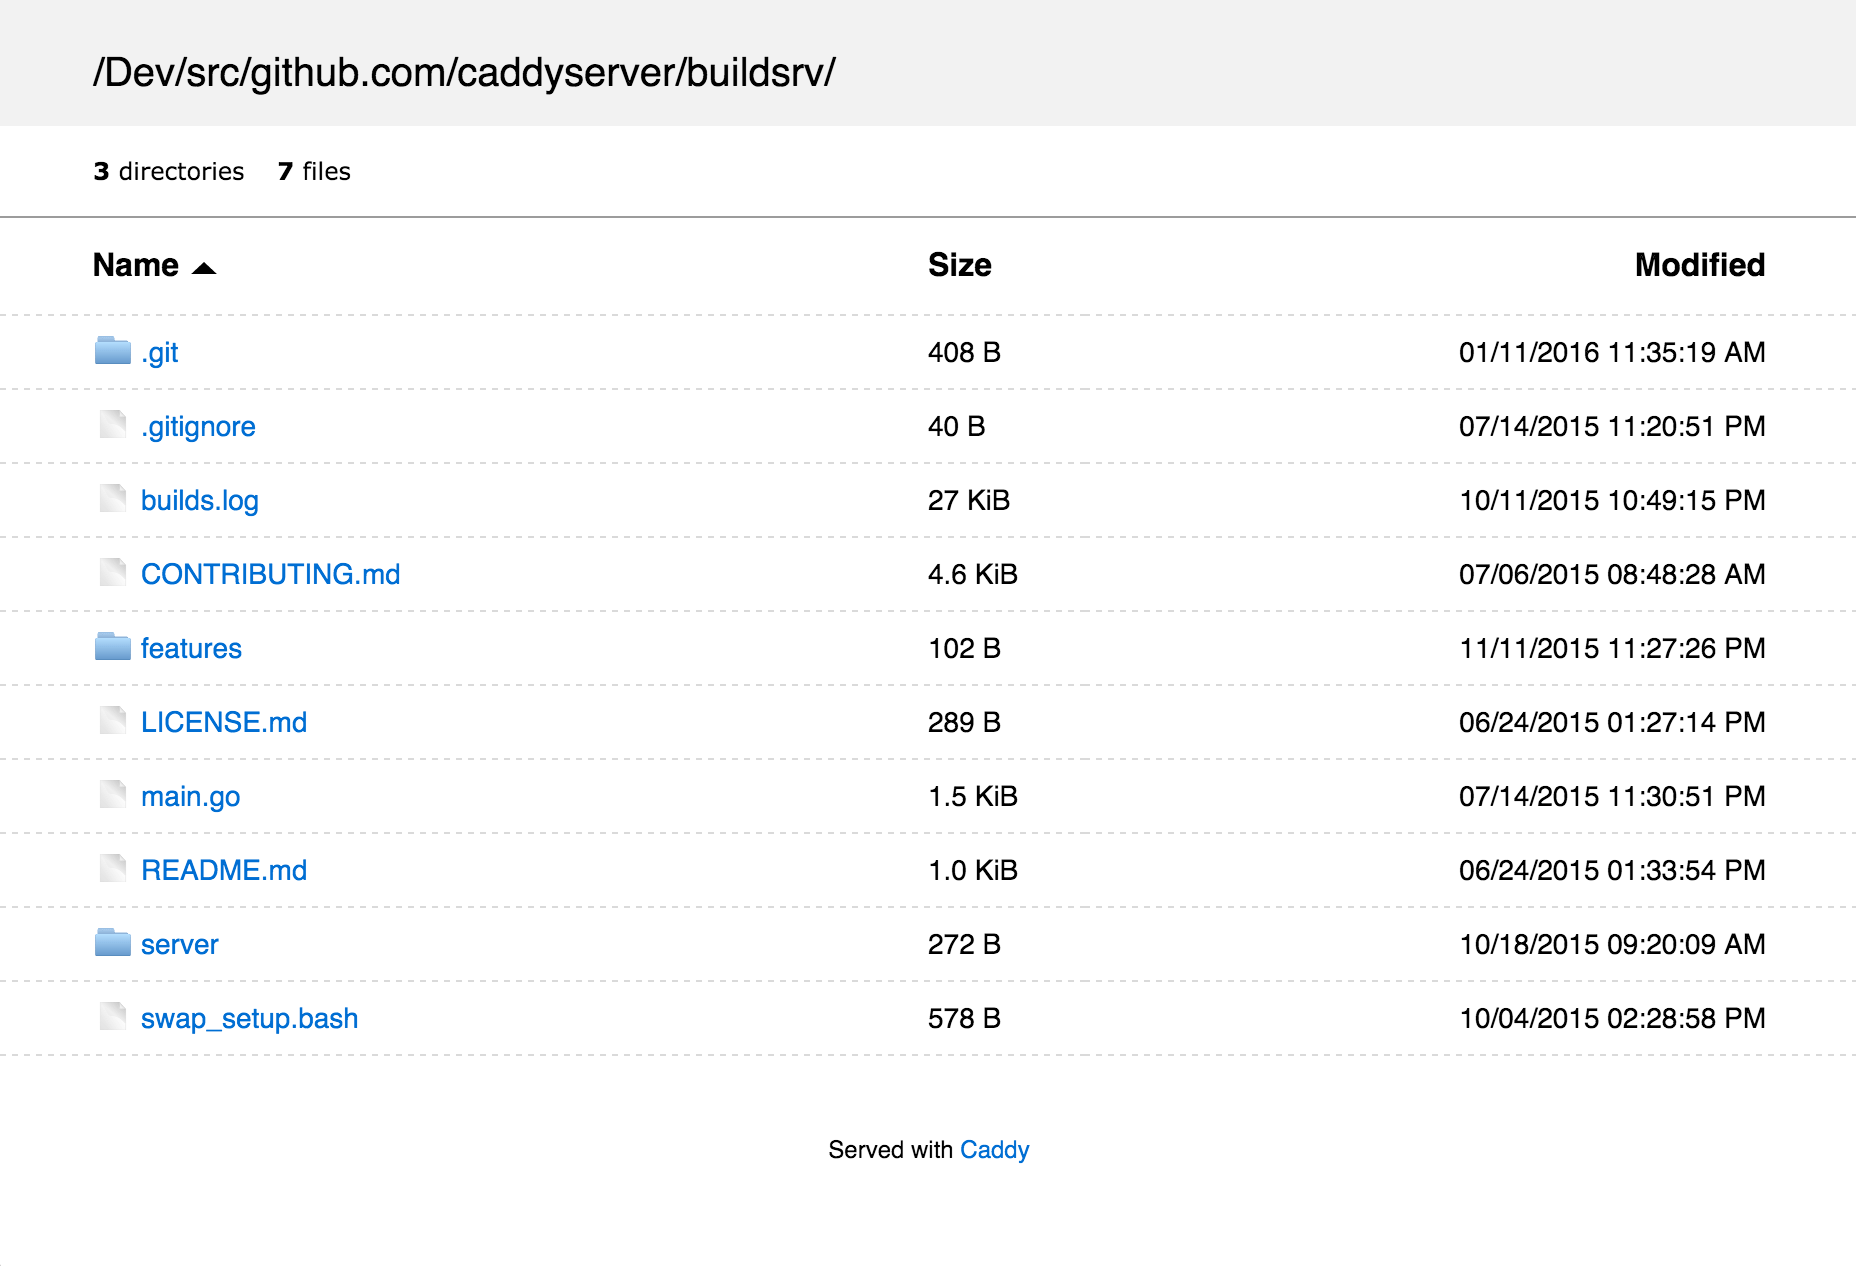 /Dev/src/github.com/caddyserver/buildsrv/
3 directories 7 files
Name Size Modified
.git 408 B 01/11/2016 11:35:19 AM
.gitignore 40 B 07/14/2015 11:20:51 PM
builds.log 27 KiB 10/11/2015 10:49:15 PM
CONTRIBUTING.md 4.6 KiB 07/06/2015 08:48:28 AM
features 102 B 11/11/2015 11:27:26 PM
LICENSE.md 289 B 06/24/2015 01:27:14 PM
main.go 1.5 KiB 07/14/2015 11:30:51 PM
README.md 1.0 KiB 06/24/2015 01:33:54 PM
server 272 B 10/18/2015 09:20:09 AM
swap_setup.bash 578 B 10/04/2015 02:28:58 PM
Served with Caddy